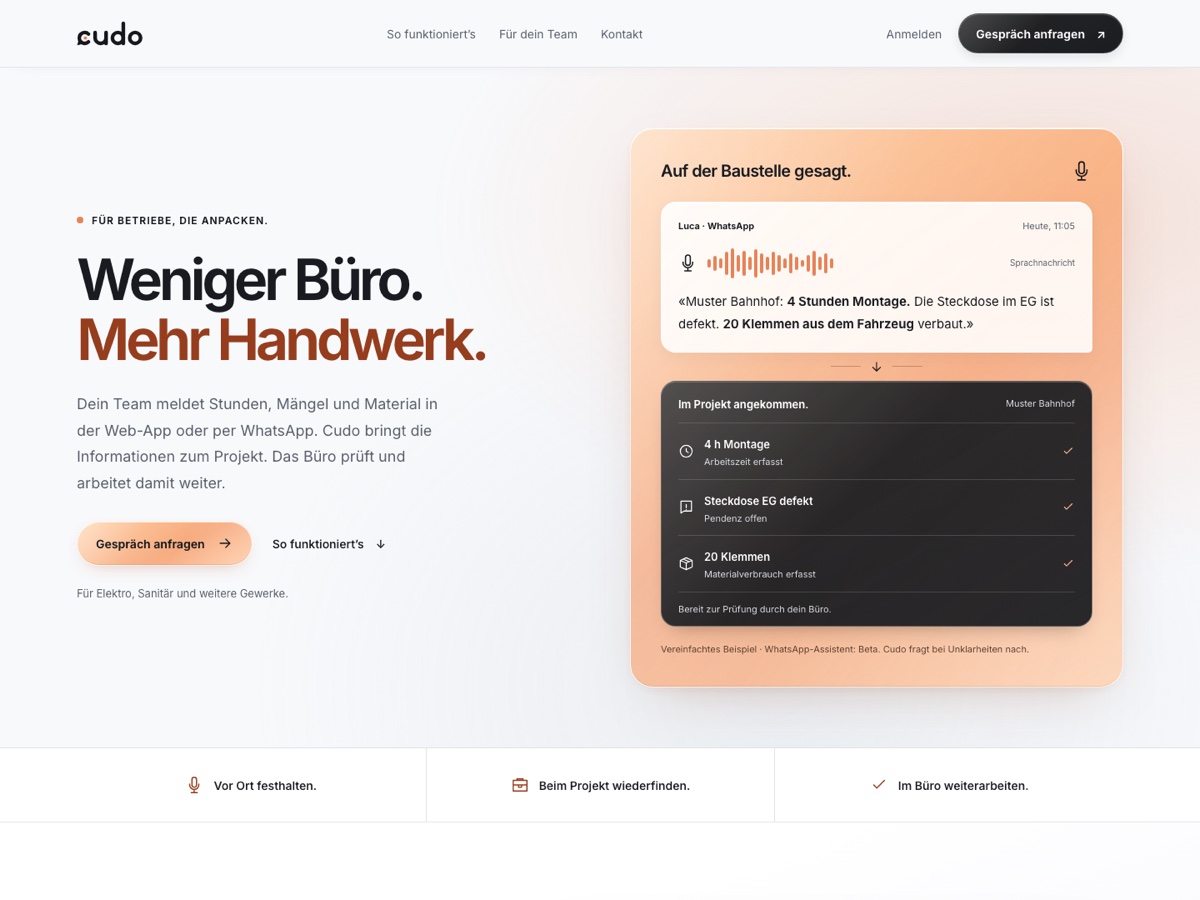 cudo
So funktioniert's
Für dein Team
Kontakt
Anmelden
Gespräch anfragen
FÜR BETRIEBE, DIE ANPACKEN.
Weniger Büro.
Mehr Handwerk.
Dein Team meldet Stunden, Mängel und Material in
der Web-App oder per WhatsApp. Cudo bringt die
Informationen zum Projekt. Das Büro prüft und
arbeitet damit weiter.
Gespräch anfragen
So funktioniert's
Für Elektro, Sanitär und weitere Gewerke.
Auf der Baustelle gesagt.
Luca · WhatsApp
Heute, 11:05
Sprachnachricht
«Muster Bahnhof: 4 Stunden Montage. Die Steckdose im EG ist
defekt. 20 Klemmen aus dem Fahrzeug verbaut.»
Im Projekt angekommen.
Muster Bahnhof
4 h Montage
Arbeitszeit erfasst
Steckdose EG defekt
Pendenz offen
20 Klemmen
Materialverbrauch erfasst
Bereit zur Prüfung durch dein Büro.
Vereinfachtes Beispiel · WhatsApp-Assistent: Beta. Cudo fragt bei Unklarheiten nach.
Vor Ort festhalten.
Beim Projekt wiederfinden.
Im Büro weiterarbeiten.